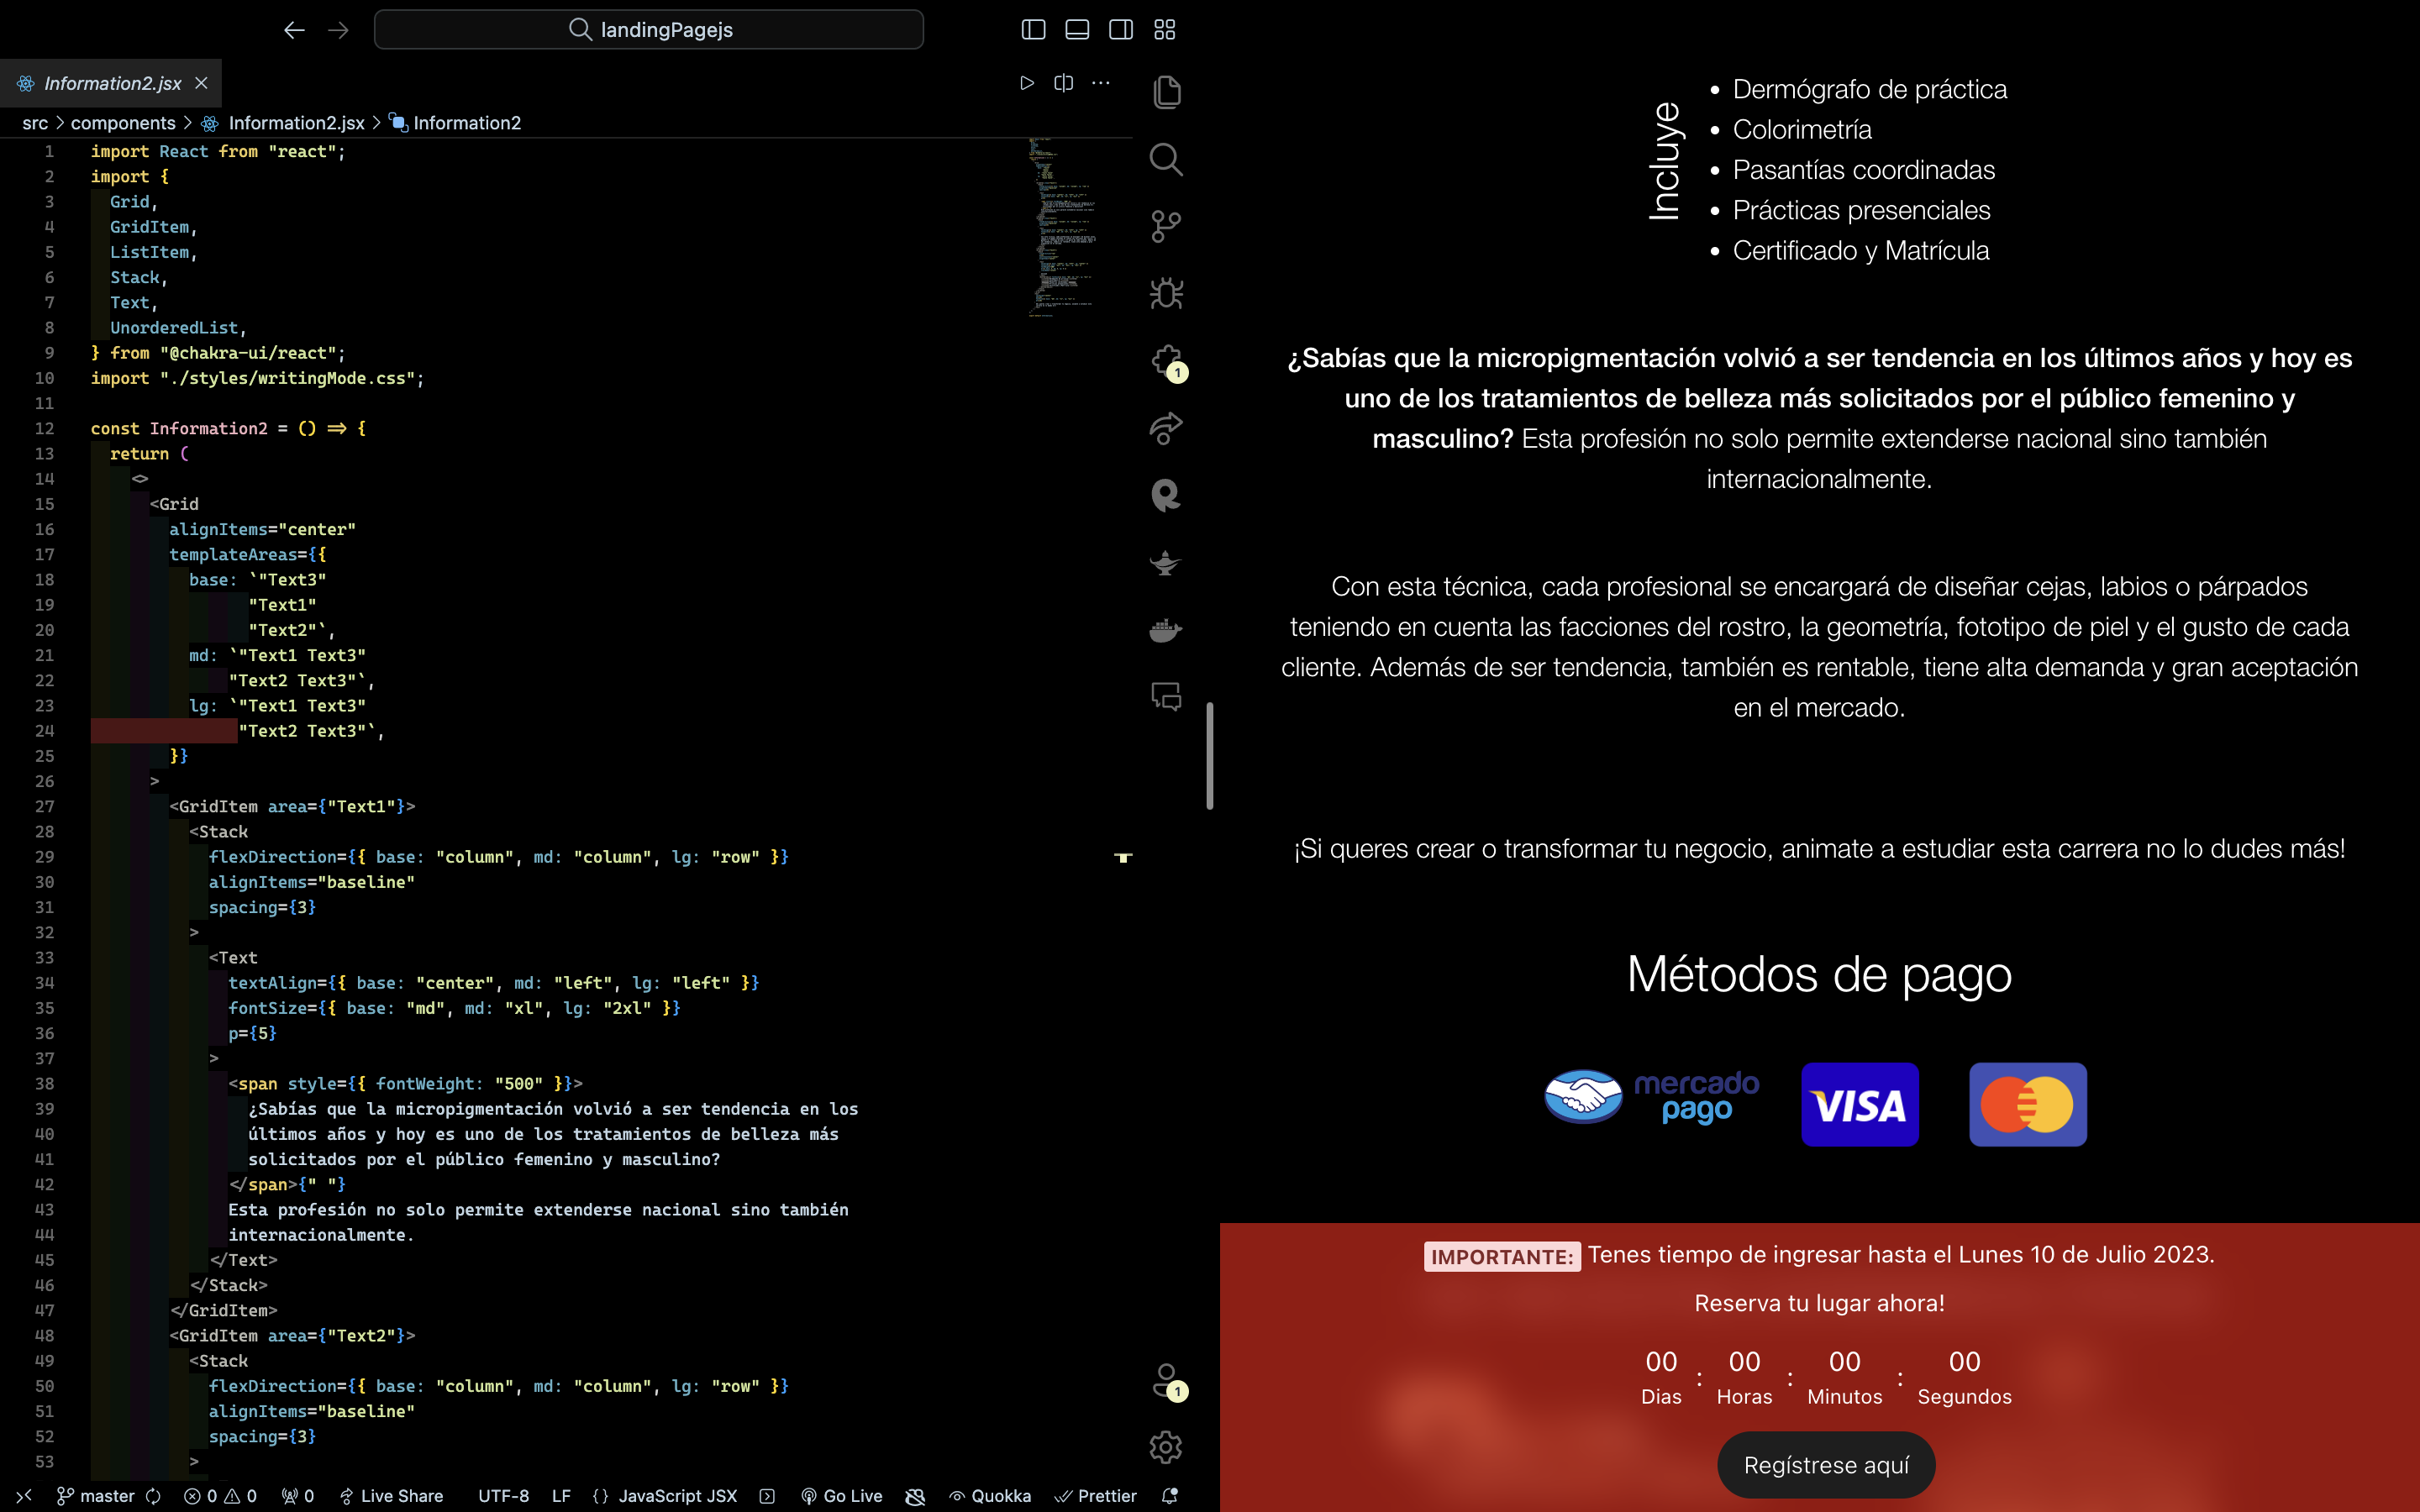 landingPagejs
Information2.jsx
src > components > Information2.jsx > Information2
1 import React from "react";
2 import {
3 Grid,
4 GridItem,
5 ListItem,
6 Stack,
7 Text,
8 UnorderedList,
9 } from "@chakra-ui/react";
10 import "./styles/writingMode.css";
11
12 const Information2 = () => {
13 return (
14 <>
15 <Grid
16 alignItems="center"
17 templateAreas={{
18 base: `"Text3"
19 "Text1"
20 "Text2"`,
21 md: `"Text1 Text3"
22 "Text2 Text3"`,
23 lg: `"Text1 Text3"
24 "Text2 Text3"`,
25 }}
26 >
27 <GridItem area={"Text1"}>
28 <Stack
29 flexDirection={{ base: "column", md: "column", lg: "row" }}
30 alignItems="baseline"
31 spacing={3}
32 >
33 <Text
34 textAlign={{ base: "center", md: "left", lg: "left" }}
35 fontSize={{ base: "md", md: "xl", lg: "2xl" }}
36 p={5}
37 >
38 <span style={{ fontWeight: "500" }}>
39 ¿Sabías que la micropigmentación volvió a ser tendencia en los
40 últimos años y hoy es uno de los tratamientos de belleza más
41 solicitados por el público femenino y masculino?
42 </span>{" "}
43 Esta profesión no solo permite extenderse nacional sino también
44 internacionalmente.
45 </Text>
46 </Stack>
47 </GridItem>
48 <GridItem area={"Text2"}>
49 <Stack
50 flexDirection={{ base: "column", md: "column", lg: "row" }}
51 alignItems="baseline"
52 spacing={3}
53 >
1
1
master 0 0 0 Live Share UTF-8 LF {} JavaScript JSX Go Live Quokka Prettier
Incluye
• Dermógrafo de práctica
• Colorimetría
• Pasantías coordinadas
• Prácticas presenciales
• Certificado y Matrícula
¿Sabías que la micropigmentación volvió a ser tendencia en los últimos años y hoy es
uno de los tratamientos de belleza más solicitados por el público femenino y
masculino? Esta profesión no solo permite extenderse nacional sino también
internacionalmente.
Con esta técnica, cada profesional se encargará de diseñar cejas, labios o párpados
teniendo en cuenta las facciones del rostro, la geometría, fototipo de piel y el gusto de cada
cliente. Además de ser tendencia, también es rentable, tiene alta demanda y gran aceptación
en el mercado.
¡Si queres crear o transformar tu negocio, animate a estudiar esta carrera no lo dudes más!
Métodos de pago
mercado
pago
VISA
IMPORTANTE: Tenes tiempo de ingresar hasta el Lunes 10 de Julio 2023.
Reserva tu lugar ahora!
00 : 00 : 00 : 00
Dias Horas Minutos Segundos
Regístrese aquí